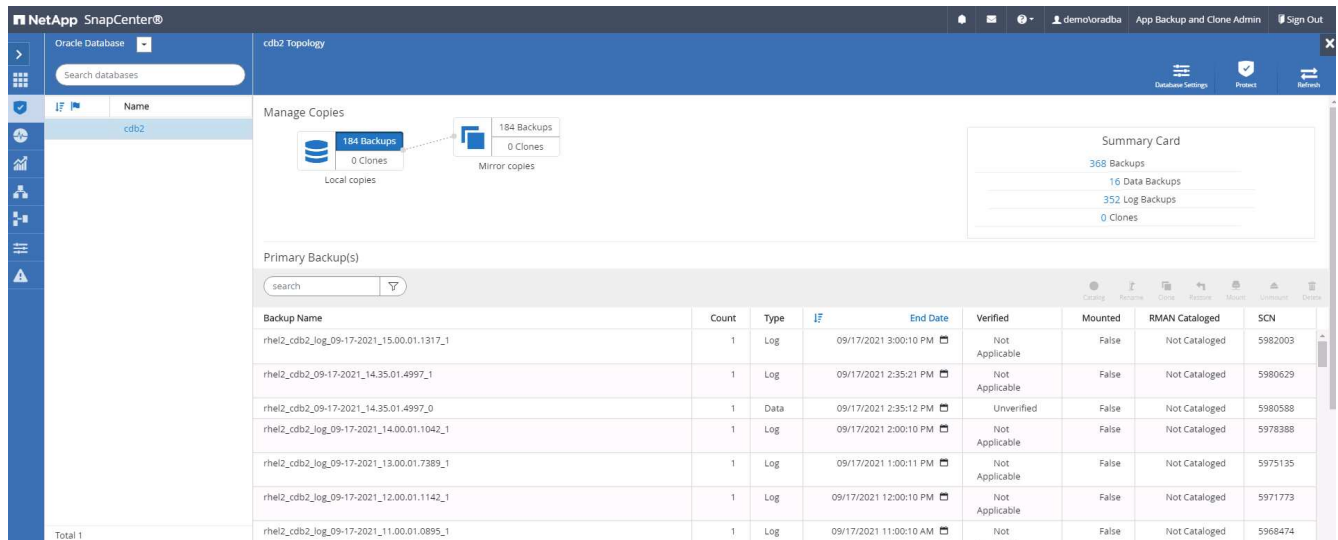 NetApp SnapCenter®
demo\oradba App Backup and Clone Admin Sign Out
Oracle Database
Search databases
Name
cdb2
Total 1
cdb2 Topology
Database Settings Protect Refresh
Manage Copies
184 Backups
0 Clones
Local copies
184 Backups
0 Clones
Mirror copies
Summary Card
368 Backups
16 Data Backups
352 Log Backups
0 Clones
Primary Backup(s)
search
Catalog Rename Clone Restore Mount Unmount Delete
Backup Name Count Type End Date Verified Mounted RMAN Cataloged SCN
rhel2_cdb2_log_09-17-2021_15.00.01.1317_1 1 Log 09/17/2021 3:00:10 PM Not Applicable False Not Cataloged 5982003
rhel2_cdb2_09-17-2021_14.35.01.4997_1 1 Log 09/17/2021 2:35:21 PM Not Applicable False Not Cataloged 5980629
rhel2_cdb2_09-17-2021_14.35.01.4997_0 1 Data 09/17/2021 2:35:12 PM Unverified False Not Cataloged 5980588
rhel2_cdb2_log_09-17-2021_14.00.01.1042_1 1 Log 09/17/2021 2:00:10 PM Not Applicable False Not Cataloged 5978388
rhel2_cdb2_log_09-17-2021_13.00.01.7389_1 1 Log 09/17/2021 1:00:11 PM Not Applicable False Not Cataloged 5975135
rhel2_cdb2_log_09-17-2021_12.00.01.1142_1 1 Log 09/17/2021 12:00:10 PM Not Applicable False Not Cataloged 5971773
rhel2_cdb2_log_09-17-2021_11.00.01.0895_1 1 Log 09/17/2021 11:00:10 AM Not False Not Cataloged 5968474